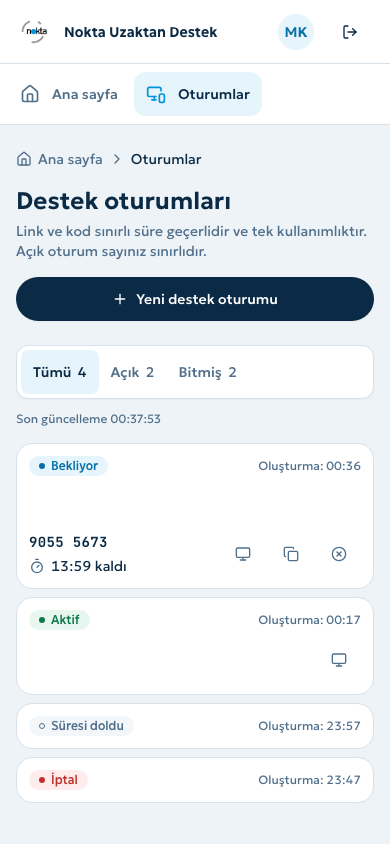 nokta
Nokta Uzaktan Destek
MK
Ana sayfa
Oturumlar
Ana sayfa > Oturumlar
Destek oturumları
Link ve kod sınırlı süre geçerlidir ve tek kullanımlıktır.
Açık oturum sayınız sınırlıdır.
+ Yeni destek oturumu
Tümü 4 Açık 2 Bitmiş 2
Son güncelleme 00:37:53
Bekliyor Oluşturma: 00:36
9055 5673
13:59 kaldı
Aktif Oluşturma: 00:17
Süresi doldu Oluşturma: 23:57
İptal Oluşturma: 23:47